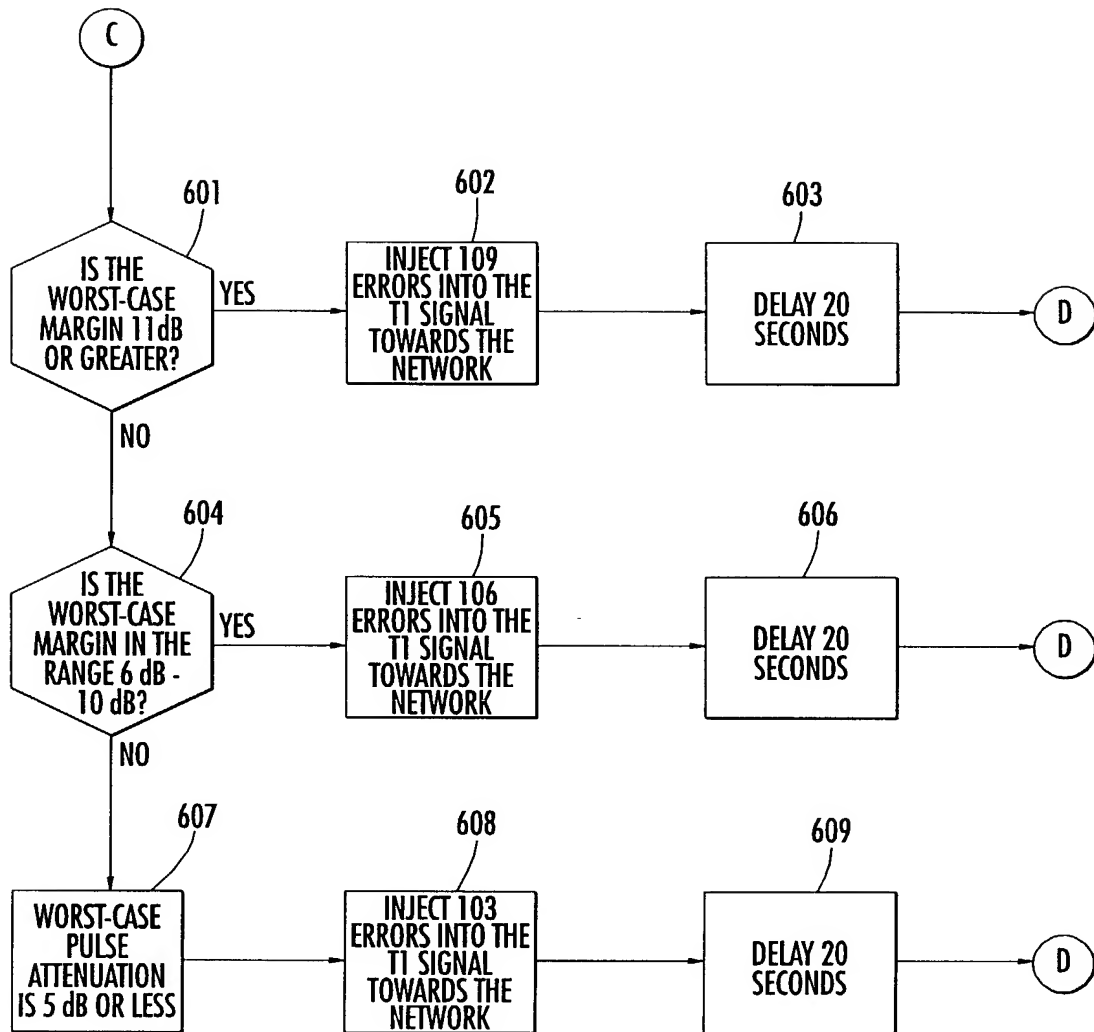 C
601
IS THE
WORST-CASE
MARGIN 11dB
OR GREATER?
YES
NO
602
INJECT 109
ERRORS INTO THE
T1 SIGNAL
TOWARDS THE
NETWORK
603
DELAY 20
SECONDS
D
604
IS THE
WORST-CASE
MARGIN IN THE
RANGE 6 dB -
10 dB?
YES
NO
605
INJECT 106
ERRORS INTO THE
T1 SIGNAL
TOWARDS THE
NETWORK
606
DELAY 20
SECONDS
D
607
WORST-CASE
PULSE
ATTENUATION
IS 5 dB OR LESS
608
INJECT 103
ERRORS INTO THE
T1 SIGNAL
TOWARDS THE
NETWORK
609
DELAY 20
SECONDS
D